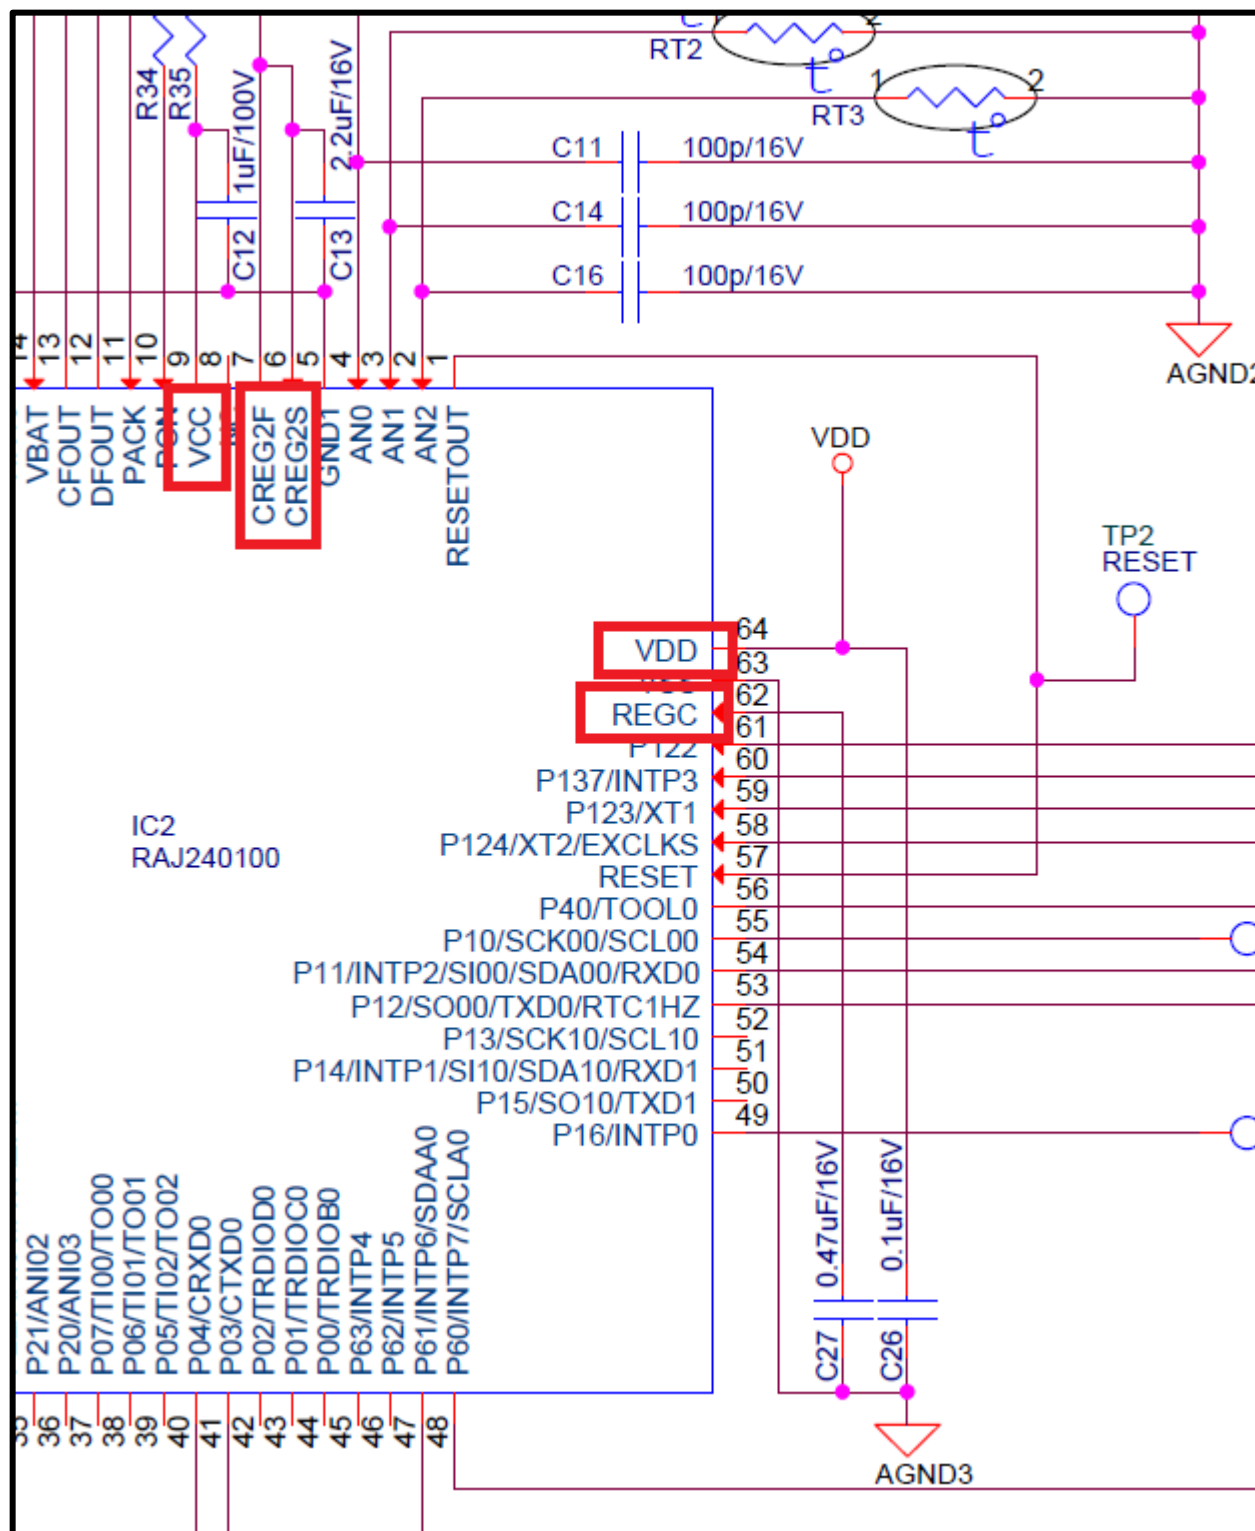 RT2
2
t°
R34
R35
1uF/100V
2.2uF/16V
1
2
RT3
t°
C11
100p/16V
C14
100p/16V
C16
100p/16V
C12
C13
AGND2
14
13
12
11
10
9
8
7
6
5
4
3
2
1
VBAT
CFOUT
DFOUT
PACK
PON
VCC
CREG2F
CREG2S
GND1
AN0
AN1
AN2
RESETOUT
VDD
TP2
RESET
VDD 64
63
REGC 62
P122 61
P137/INTP3 60
P123/XT1 59
P124/XT2/EXCLKS 58
RESET 57
P40/TOOL0 56
P10/SCK00/SCL00 55
P11/INTP2/SI00/SDA00/RXD0 54
P12/SO00/TXD0/RTC1HZ 53
P13/SCK10/SCL10 52
P14/INTP1/SI10/SDA10/RXD1 51
P15/SO10/TXD1 50
P16/INTP0 49
IC2
RAJ240100
P21/ANI02
P20/ANI03
P07/TI00/TO00
P06/TI01/TO01
P05/TI02/TO02
P04/CRXD0
P03/CTXD0
P02/TRDIOD0
P01/TRDIOC0
P00/TRDIOB0
P63/INTP4
P62/INTP5
P61/INTP6/SDAA0
P60/INTP7/SCLA0
35
36
37
38
39
40
41
42
43
44
45
46
47
48
0.47uF/16V
0.1uF/16V
C27
C26
AGND3